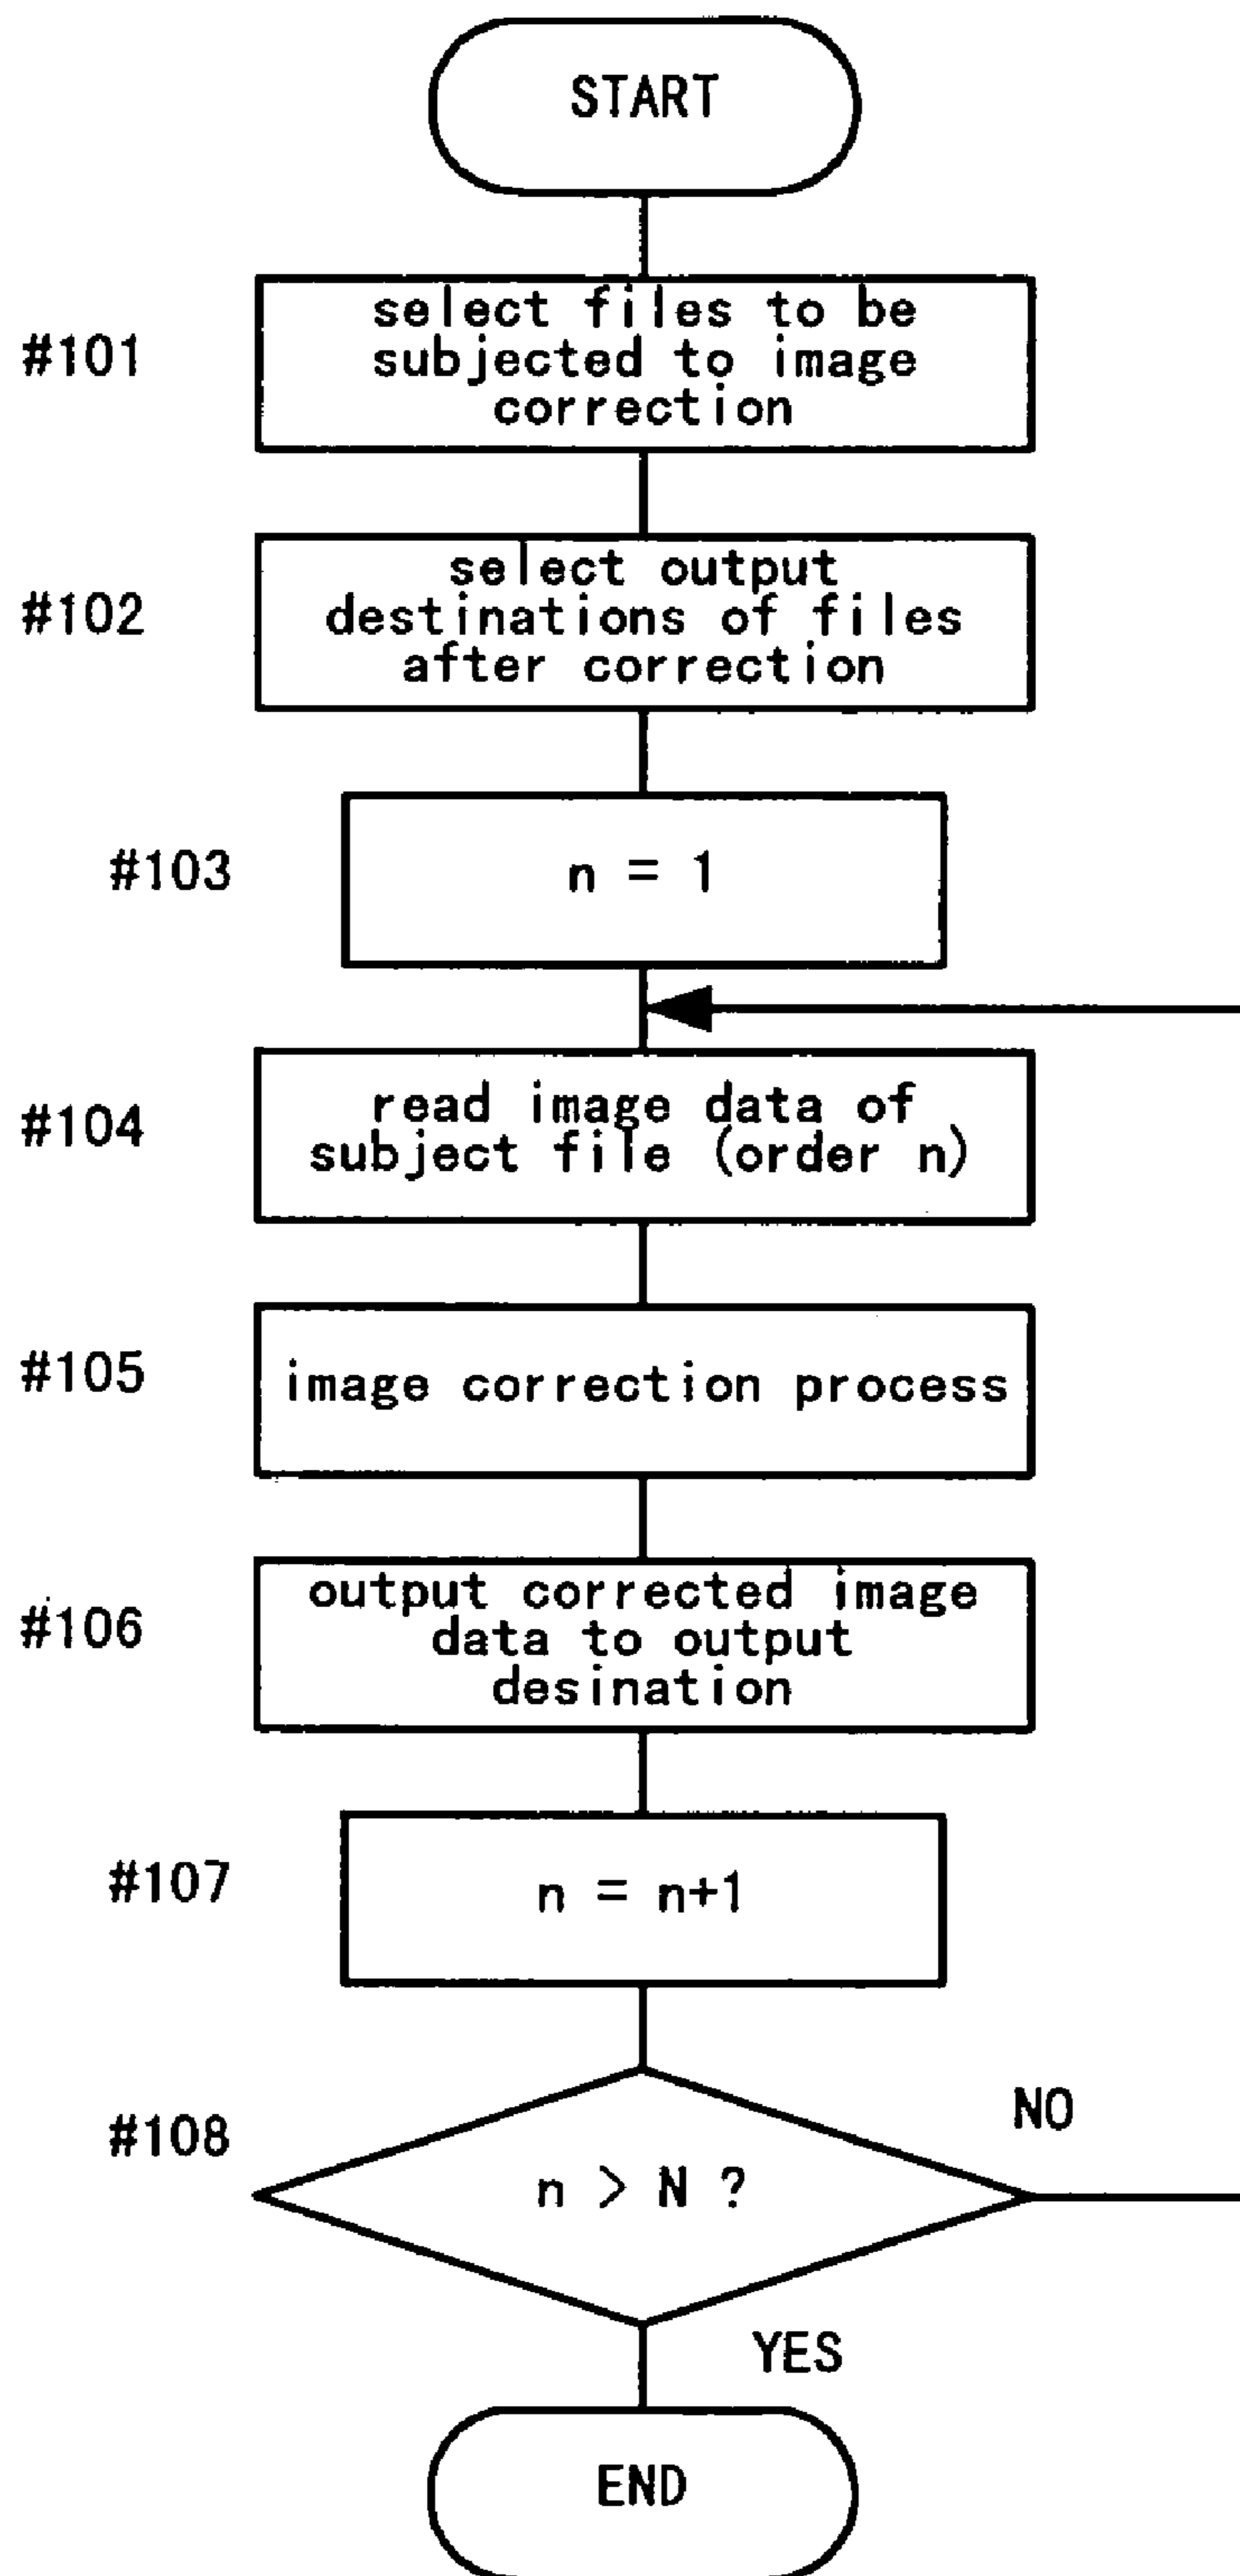 START
#101
select files to be
subjected to image
correction
#102
select output
destinations of files
after correction
#103
n = 1
#104
read image data of
subject file (order n)
#105
image correction process
#106
output corrected image
data to output
desination
#107
n = n+1
#108
n > N ?
NO
YES
END